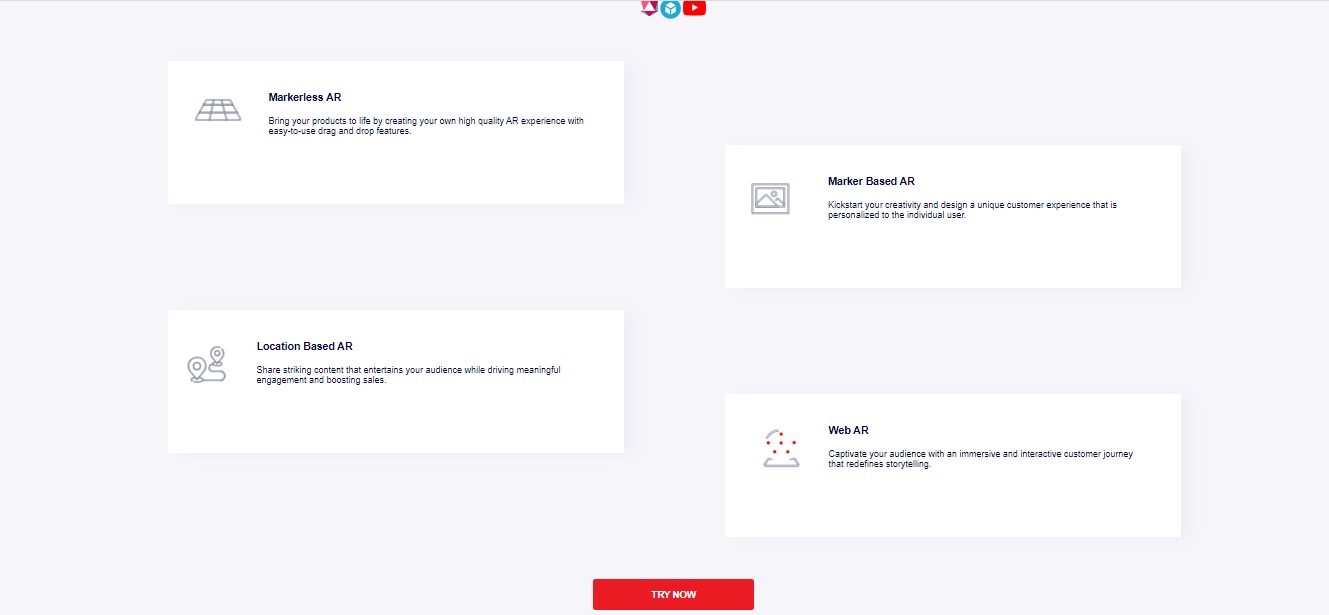 Markerless AR
Bring your products to life by creating your own high quality AR experience with
easy-to-use drag and drop features.
Marker Based AR
Kickstart your creativity and design a unique customer experience that is
personalized to the individual user.
Location Based AR
Share striking content that entertains your audience while driving meaningful
engagement and boosting sales.
Web AR
Captivate your audience with an immersive and interactive customer journey
that redefines storytelling.
TRY NOW